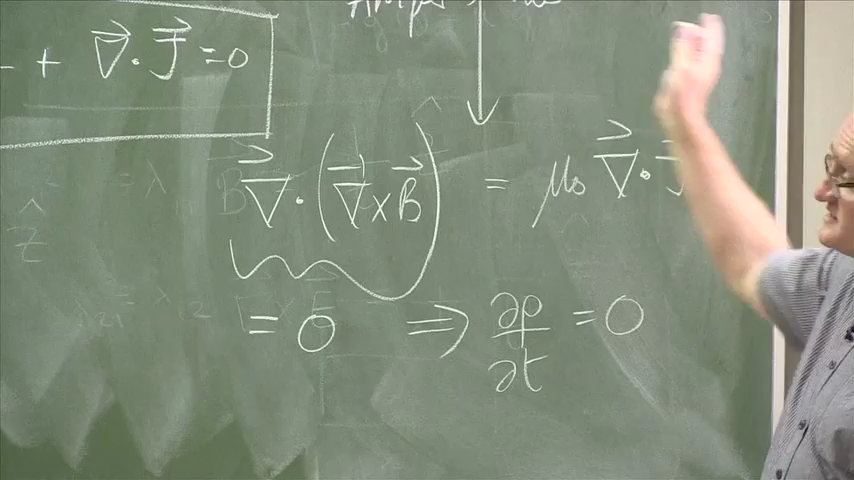 + ∇⃗ · J⃗ = 0
∇⃗ · (∇⃗ × B⃗) = μ₀ ∇⃗ · J⃗
= 0 ⇒ ∂ρ/∂t = 0